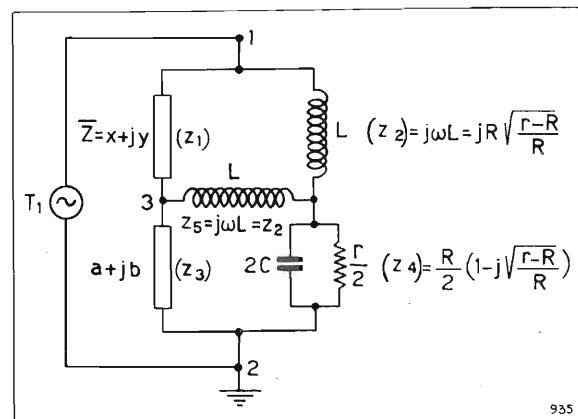 1
Z̅=x+jy
(z₁)
L
(z₂)=jωL=jR√((r-R)/R)
L
T₁
3
z₅=jωL=z₂
a+jb
(z₃)
2C
r/2
(z₄)=R/2(1-j√((r-R)/R))
2
935